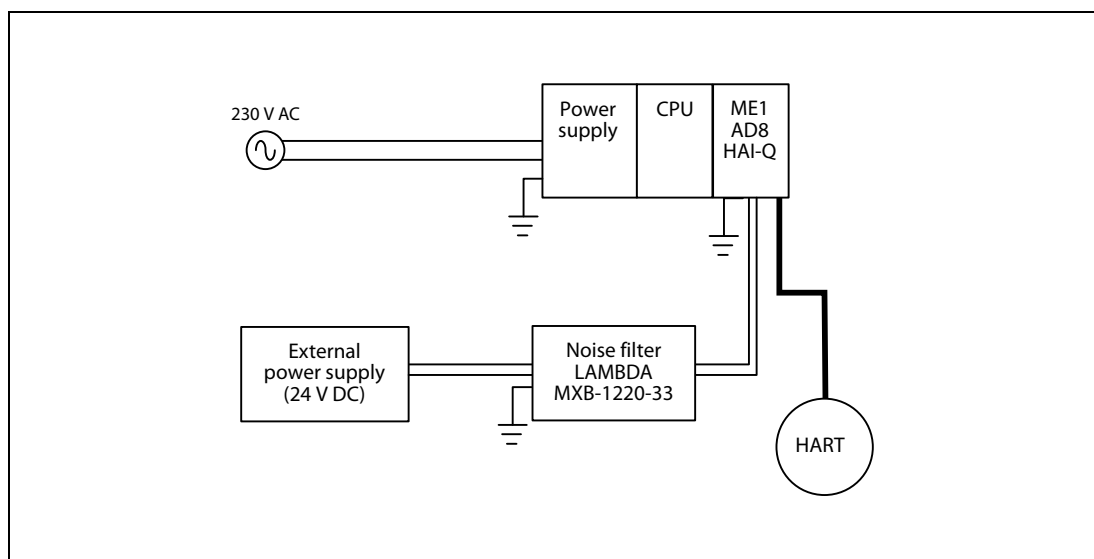 230 V AC
Power
supply
CPU
ME1
AD8
HAI-Q
External
power supply
(24 V DC)
Noise filter
LAMBDA
MXB-1220-33
HART